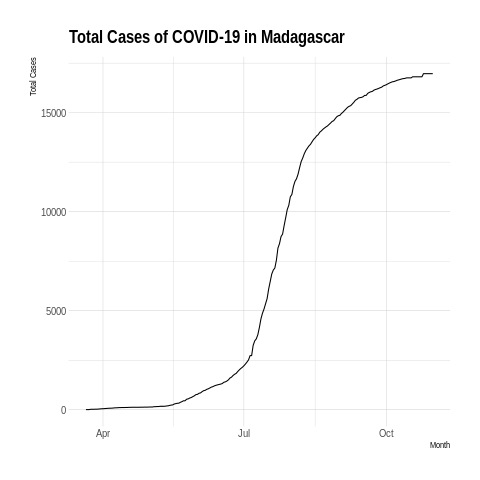 Total Cases of COVID-19 in Madagascar
Total Cases
15000
10000
5000
0
Apr
Jul
Oct
Month